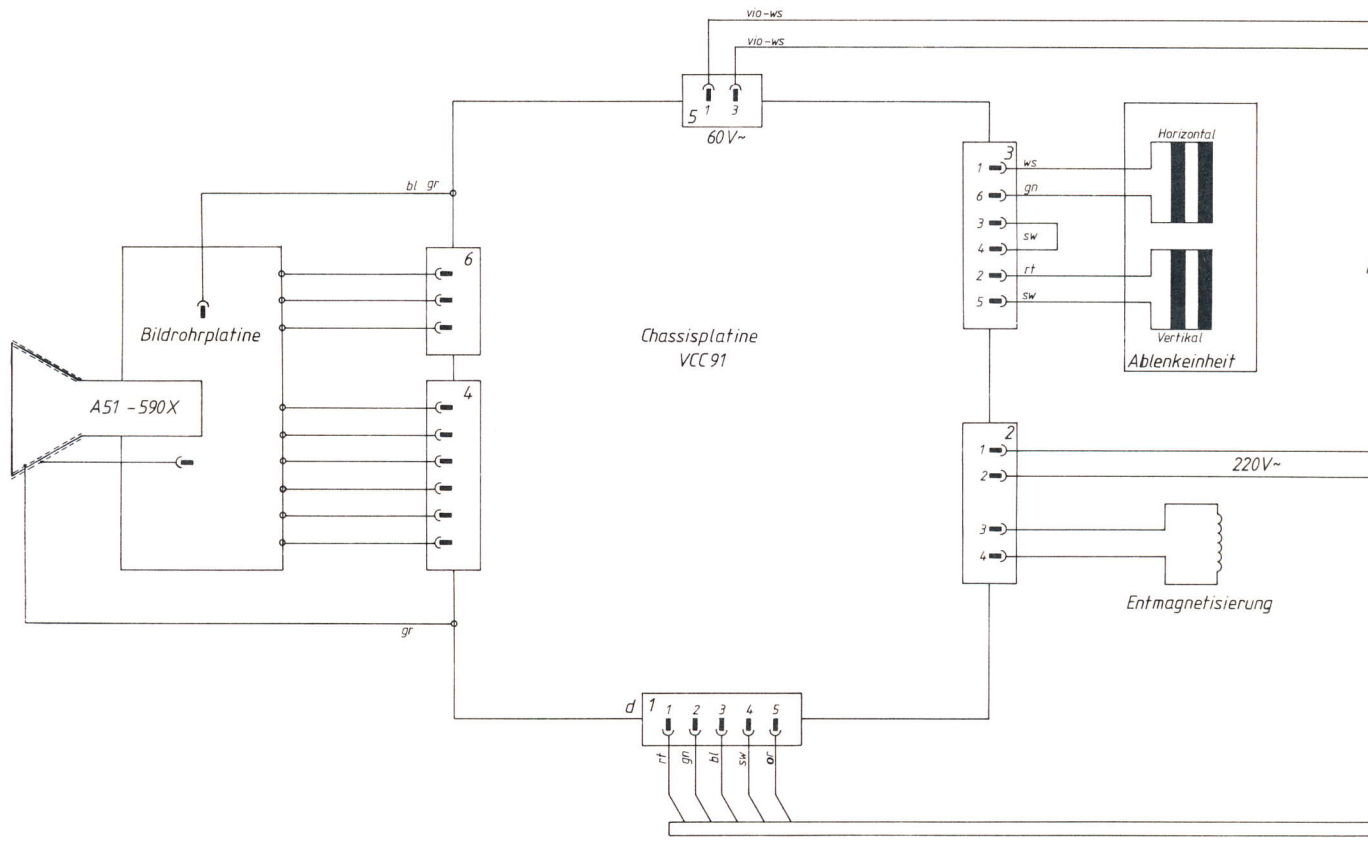 vio-ws
vio-ws
1 3
5
60V~
bl gr
6
Bildrohrplatine
A51 - 590X
4
gr
Chassisplatine
VCC 91
3
1 ws
6 gn
3
sw
4
2 rt
5 sw
Horizontal
Vertikal
Ablenkeinheit
2
1
220V~
2
3
4
Entmagnetisierung
d 1 1 2 3 4 5
rt gn bl sw or